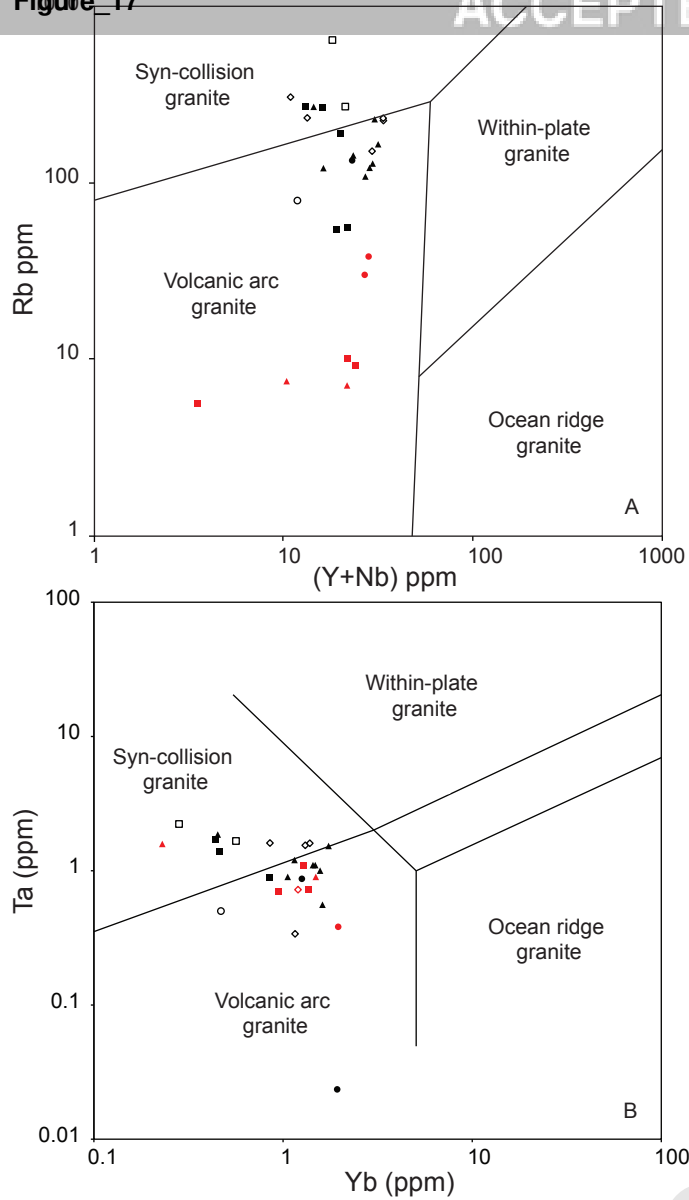 Figure_17
ACCEPTE
Syn-collision
granite
Within-plate
granite
100
Rb ppm
Volcanic arc
granite
10
Ocean ridge
granite
A
1
1
10
100
1000
(Y+Nb) ppm
100
Within-plate
granite
10
Syn-collision
granite
Ta (ppm)
1
Ocean ridge
granite
0.1
Volcanic arc
granite
B
0.01
0.1
1
10
100
Yb (ppm)